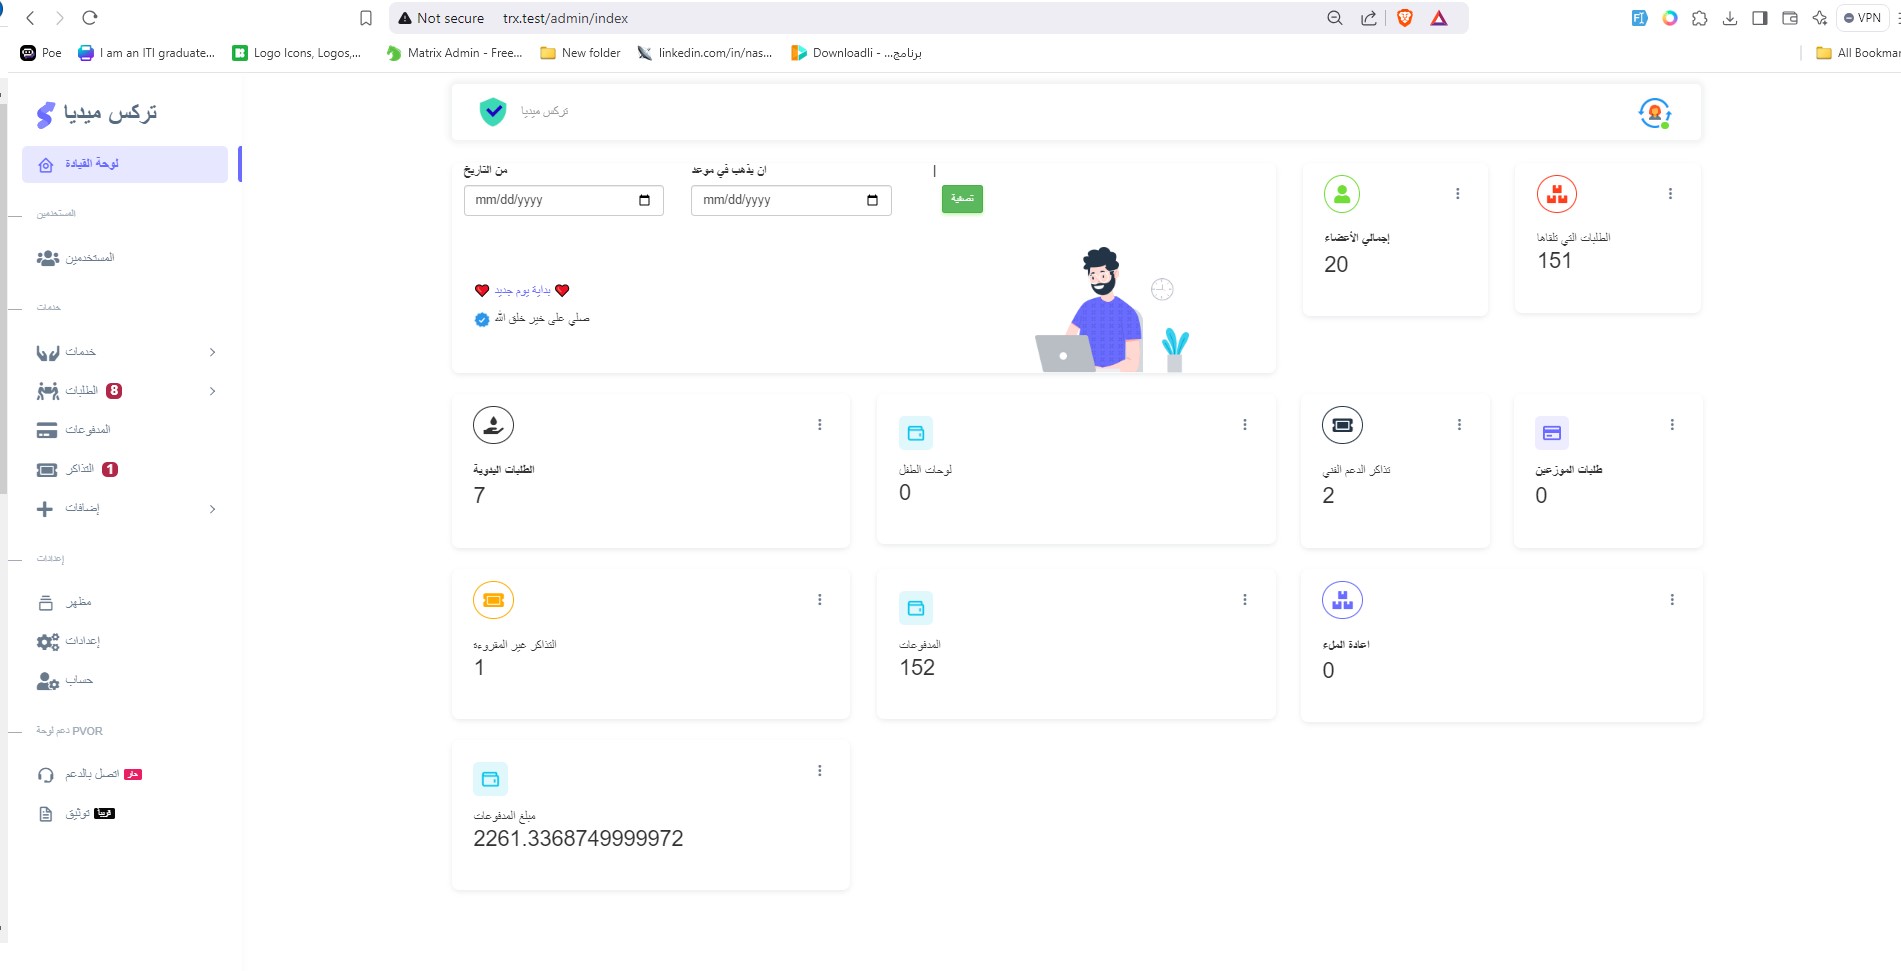 Not secure trx.test/admin/index
VPN
Poe
I am an ITI graduate...
Logo Icons, Logos,...
Matrix Admin - Free...
New folder
linkedin.com/in/nas...
Downloadli - ...برنامج
All Bookmar
تركس ميديا
لوحة القيادة
المستخدمين
المستخدمين
خدمات
خدمات
الطلبات 8
المدفوعات
التذاكر 1
إضافات
إعدادات
مظهر
إعدادات
حساب
دعم لوحة PVOR
اتصل بالدعم حار
توثيق قريبا
تركس ميديا
من التاريخ
mm/dd/yyyy
ان يذهب في موعد
mm/dd/yyyy
|
تصفية
بداية يوم جديد
صلي على خير خلق الله
إجمالي الأعضاء
20
الطلبات التي تلقاها
151
الطلبات اليدوية
7
لوحات الطفل
0
تذاكر الدعم الفني
2
طلبات الموزعين
0
التذاكر غير المقروءة
1
المدفوعات
152
اعادة الملء
0
مبلغ المدفوعات
2261.3368749999972